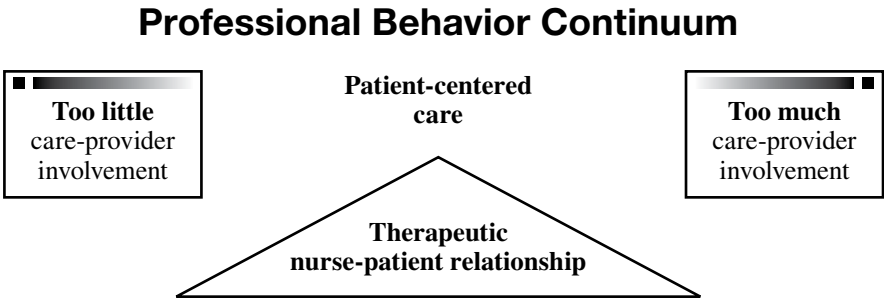 Professional Behavior Continuum
Too little
care-provider
involvement
Patient-centered
care
Too much
care-provider
involvement
Therapeutic
nurse-patient relationship